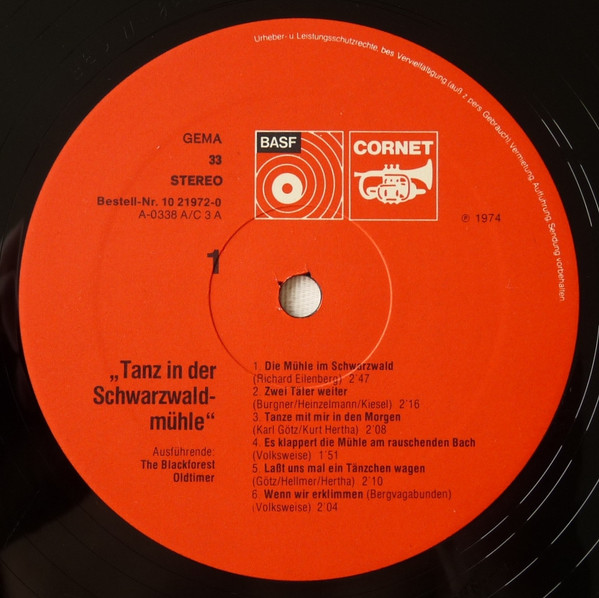 Urheber- u. Leistungsschutzrechte, bes. Vervielfältigung (auß. z. pers. Gebrauch), Vermietung, Aufführung, Sendung vorbehalten.
GEMA
33
STEREO
Bestell-Nr. 10 21972-0
A-0338 A/C 3 A
BASF
CORNET
℗ 1974
1
„Tanz in der
Schwarzwald-
mühle“
Ausführende:
The Blackforest
Oldtimer
1. Die Mühle im Schwarzwald
(Richard Eilenberg) 2'47
2. Zwei Täler weiter
(Burgner/Heinzelmann/Kiesel) 2'16
3. Tanze mit mir in den Morgen
(Karl Götz/Kurt Hertha) 2'08
4. Es klappert die Mühle am rauschenden Bach
(Volksweise) 1'51
5. Laßt uns mal ein Tänzchen wagen
(Götz/Hellmer/Hertha) 2'10
6. Wenn wir erklimmen (Bergvagabunden)
(Volksweise) 2'04